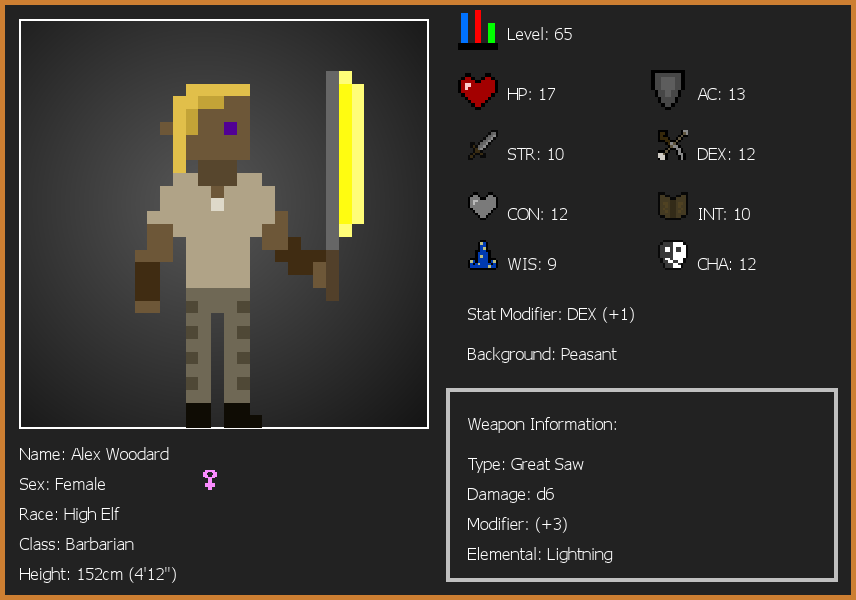 Level: 65
HP: 17
AC: 13
STR: 10
DEX: 12
CON: 12
INT: 10
WIS: 9
CHA: 12
Stat Modifier: DEX (+1)
Background: Peasant
Weapon Information:
Type: Great Saw
Damage: d6
Modifier: (+3)
Elemental: Lightning
Name: Alex Woodard
Sex: Female
Race: High Elf
Class: Barbarian
Height: 152cm (4'12")